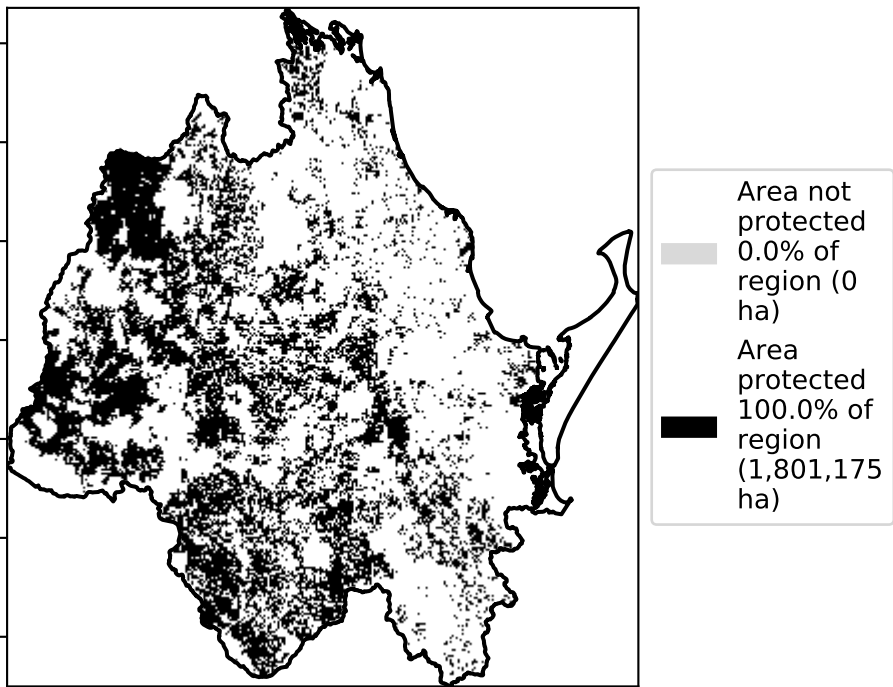 Area not
protected
0.0% of
region (0
ha)
Area
protected
100.0% of
region
(1,801,175
ha)